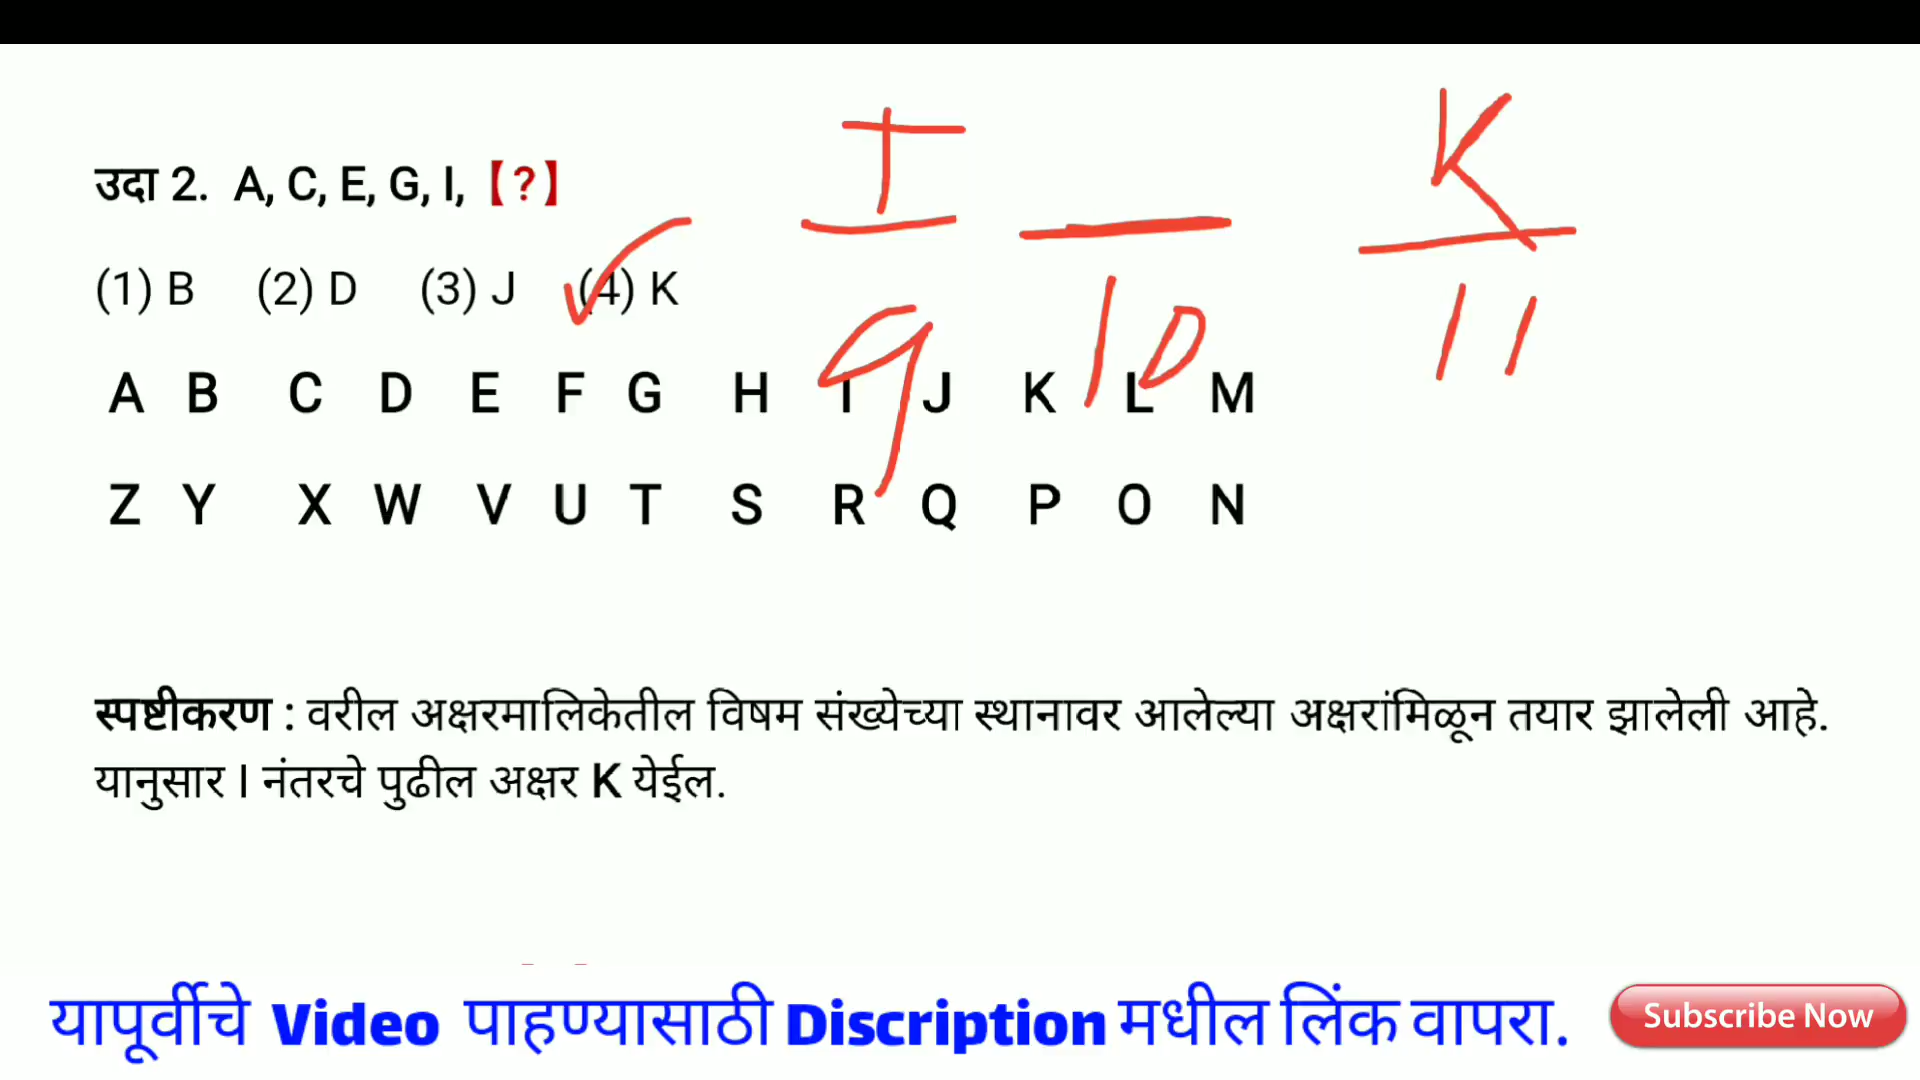 उदा 2. A, C, E, G, I,【?】
(1) B (2) D (3) J (4) K
I K
9 10 11
A B C D E F G H I J K L M
Z Y X W V U T S R Q P O N
स्पष्टीकरण : वरील अक्षरमालिकेतील विषम संख्येच्या स्थानावर आलेल्या अक्षरांमिळून तयार झालेली आहे.
यानुसार I नंतरचे पुढील अक्षर K येईल.
यापूर्वीचे Video पाहण्यासाठी Discription मधील लिंक वापरा.
Subscribe Now